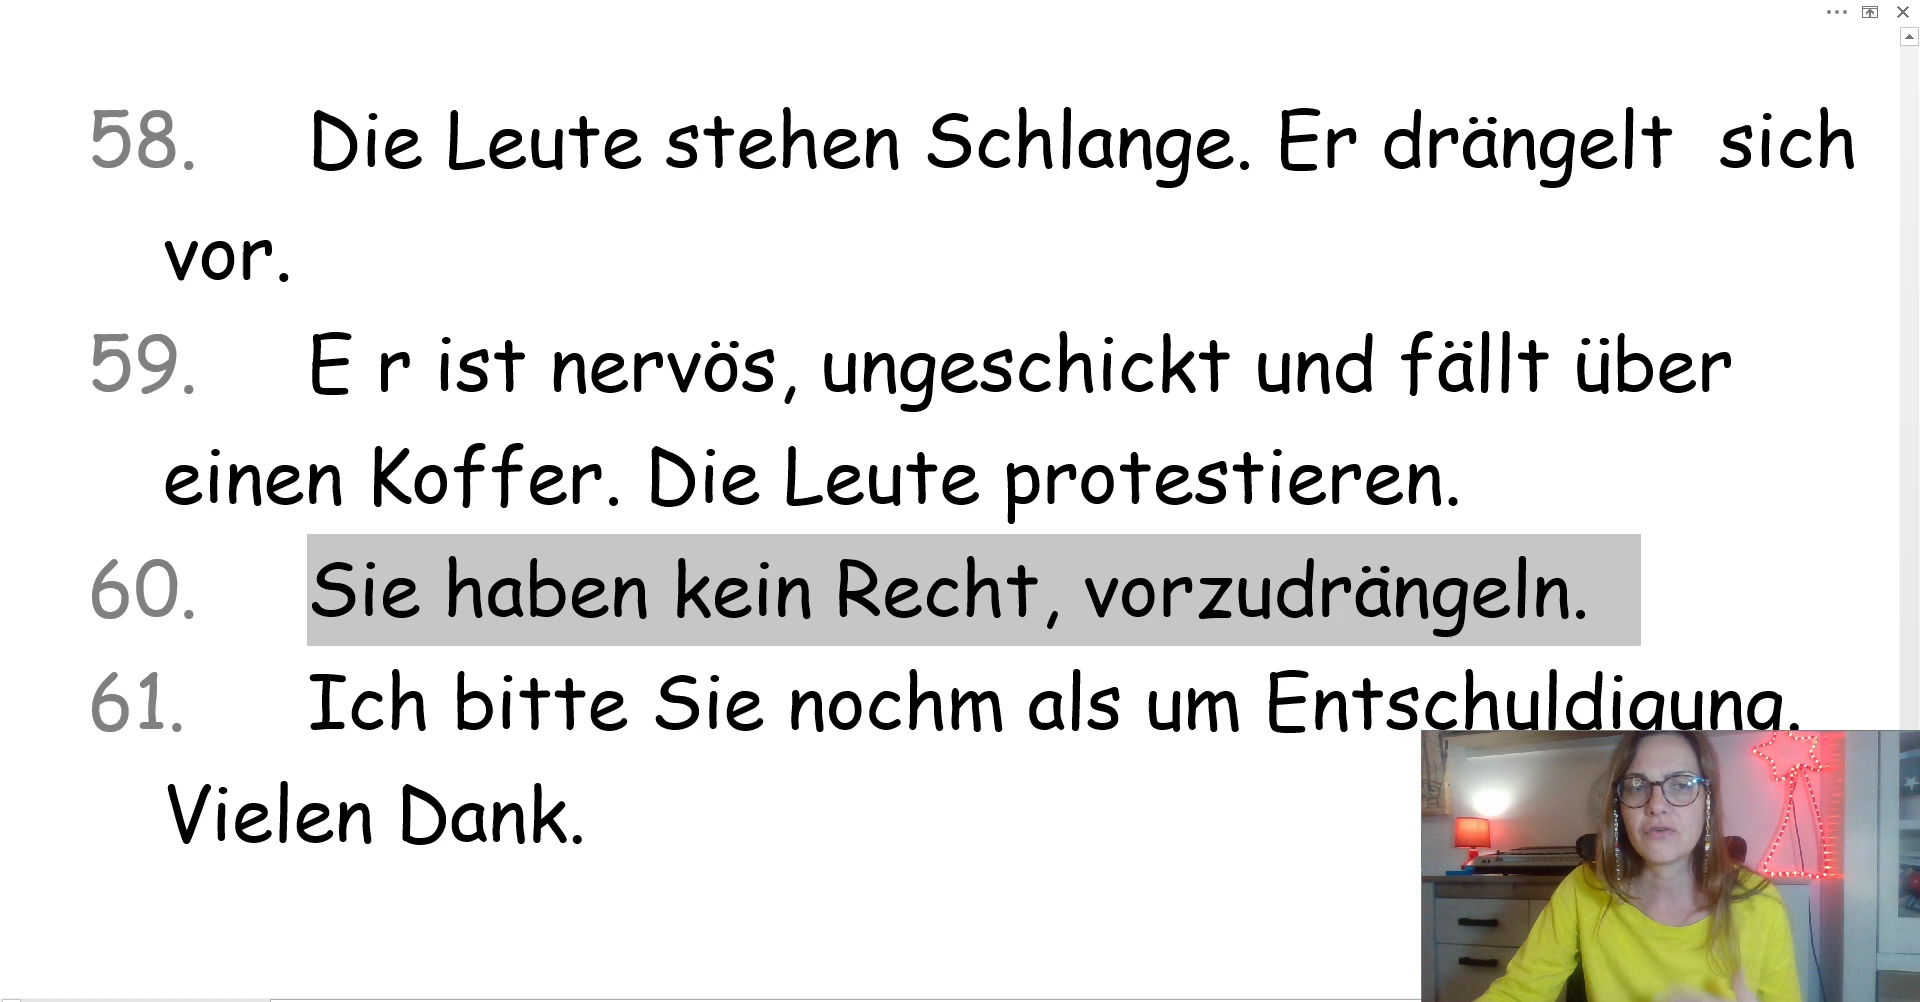 58. Die Leute stehen Schlange. Er drängelt sich
vor.
59. E r ist nervös, ungeschickt und fällt über
einen Koffer. Die Leute protestieren.
60. Sie haben kein Recht, vorzudrängeln.
61. Ich bitte Sie nochm als um Entschuldigung.
Vielen Dank.